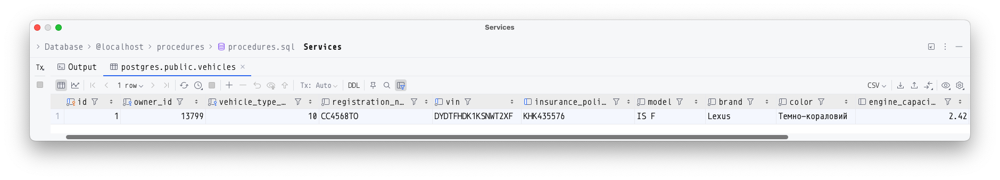 Services
Database @localhost procedures procedures.sql Services
Tx Output postgres.public.vehicles
1 row Tx: Auto DDL CSV
id owner_id vehicle_type_… registration_n… vin insurance_poli… model brand color engine_capaci…
1 1 13799 10 CC4568TO DYDTFHDK1KSNWT2XF KHK435576 IS F Lexus Темно-кораловий 2.42